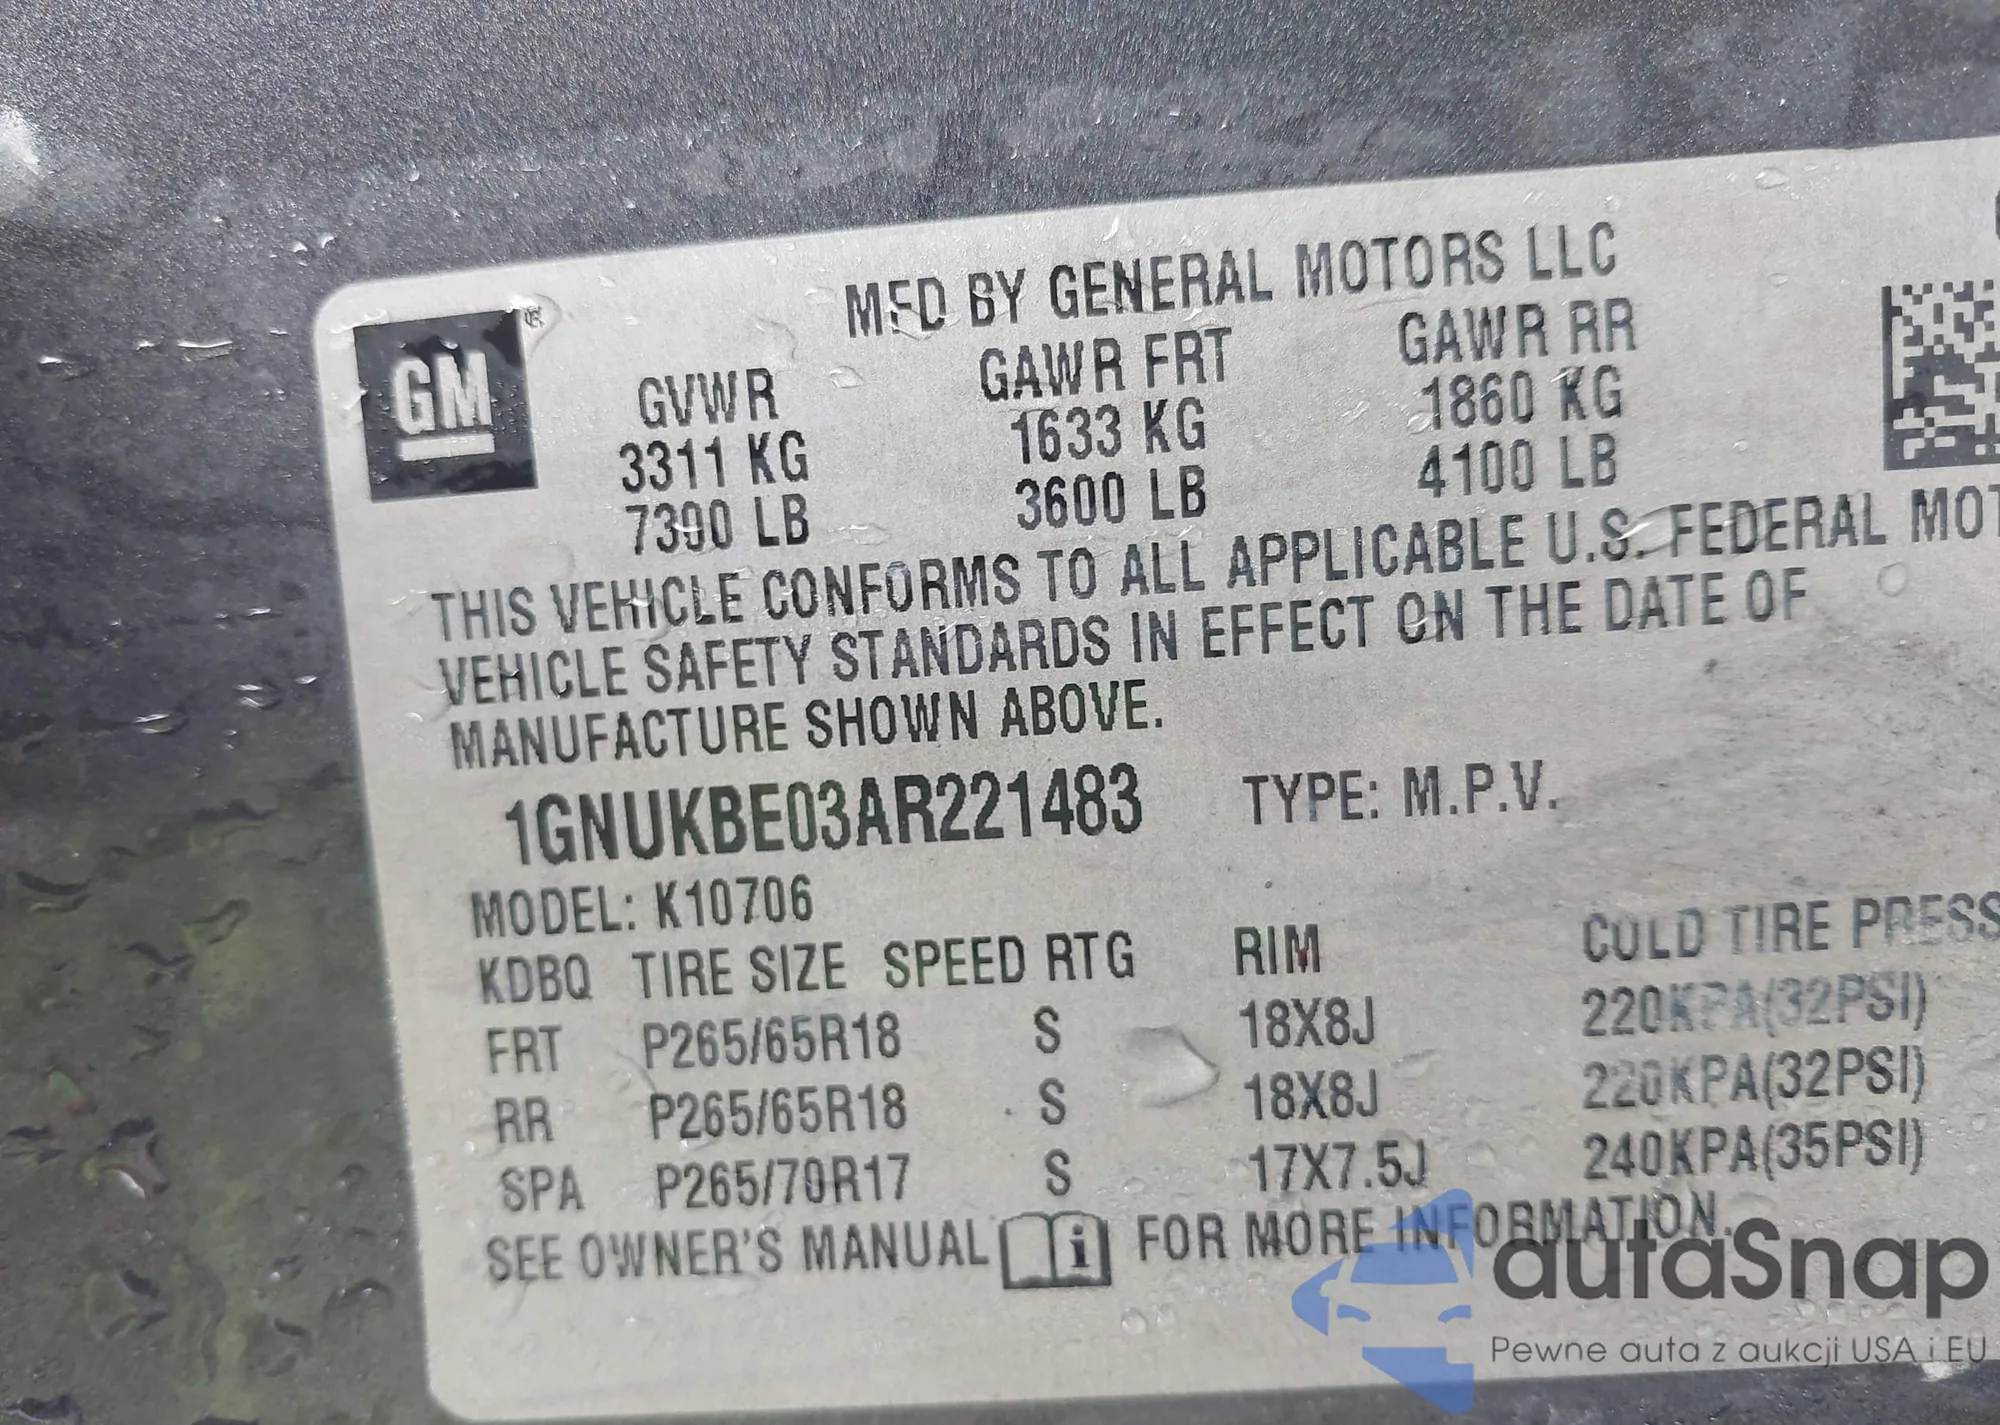 MFD BY GENERAL MOTORS LLC
GM®
GVWR GAWR FRT GAWR RR
3311 KG 1633 KG 1860 KG
7390 LB 3600 LB 4100 LB
THIS VEHICLE CONFORMS TO ALL APPLICABLE U.S. FEDERAL MOT
VEHICLE SAFETY STANDARDS IN EFFECT ON THE DATE OF
MANUFACTURE SHOWN ABOVE.
1GNUKBE03AR221483 TYPE: M.P.V.
MODEL: K10706
KDBQ TIRE SIZE SPEED RTG RIM COLD TIRE PRESS
FRT P265/65R18 S 18X8J 220KPA(32PSI)
RR P265/65R18 S 18X8J 220KPA(32PSI)
SPA P265/70R17 S 17X7.5J 240KPA(35PSI)
SEE OWNER'S MANUAL i FOR MORE INFORMATION.
autaSnap
Pewne auta z aukcji USA i EU